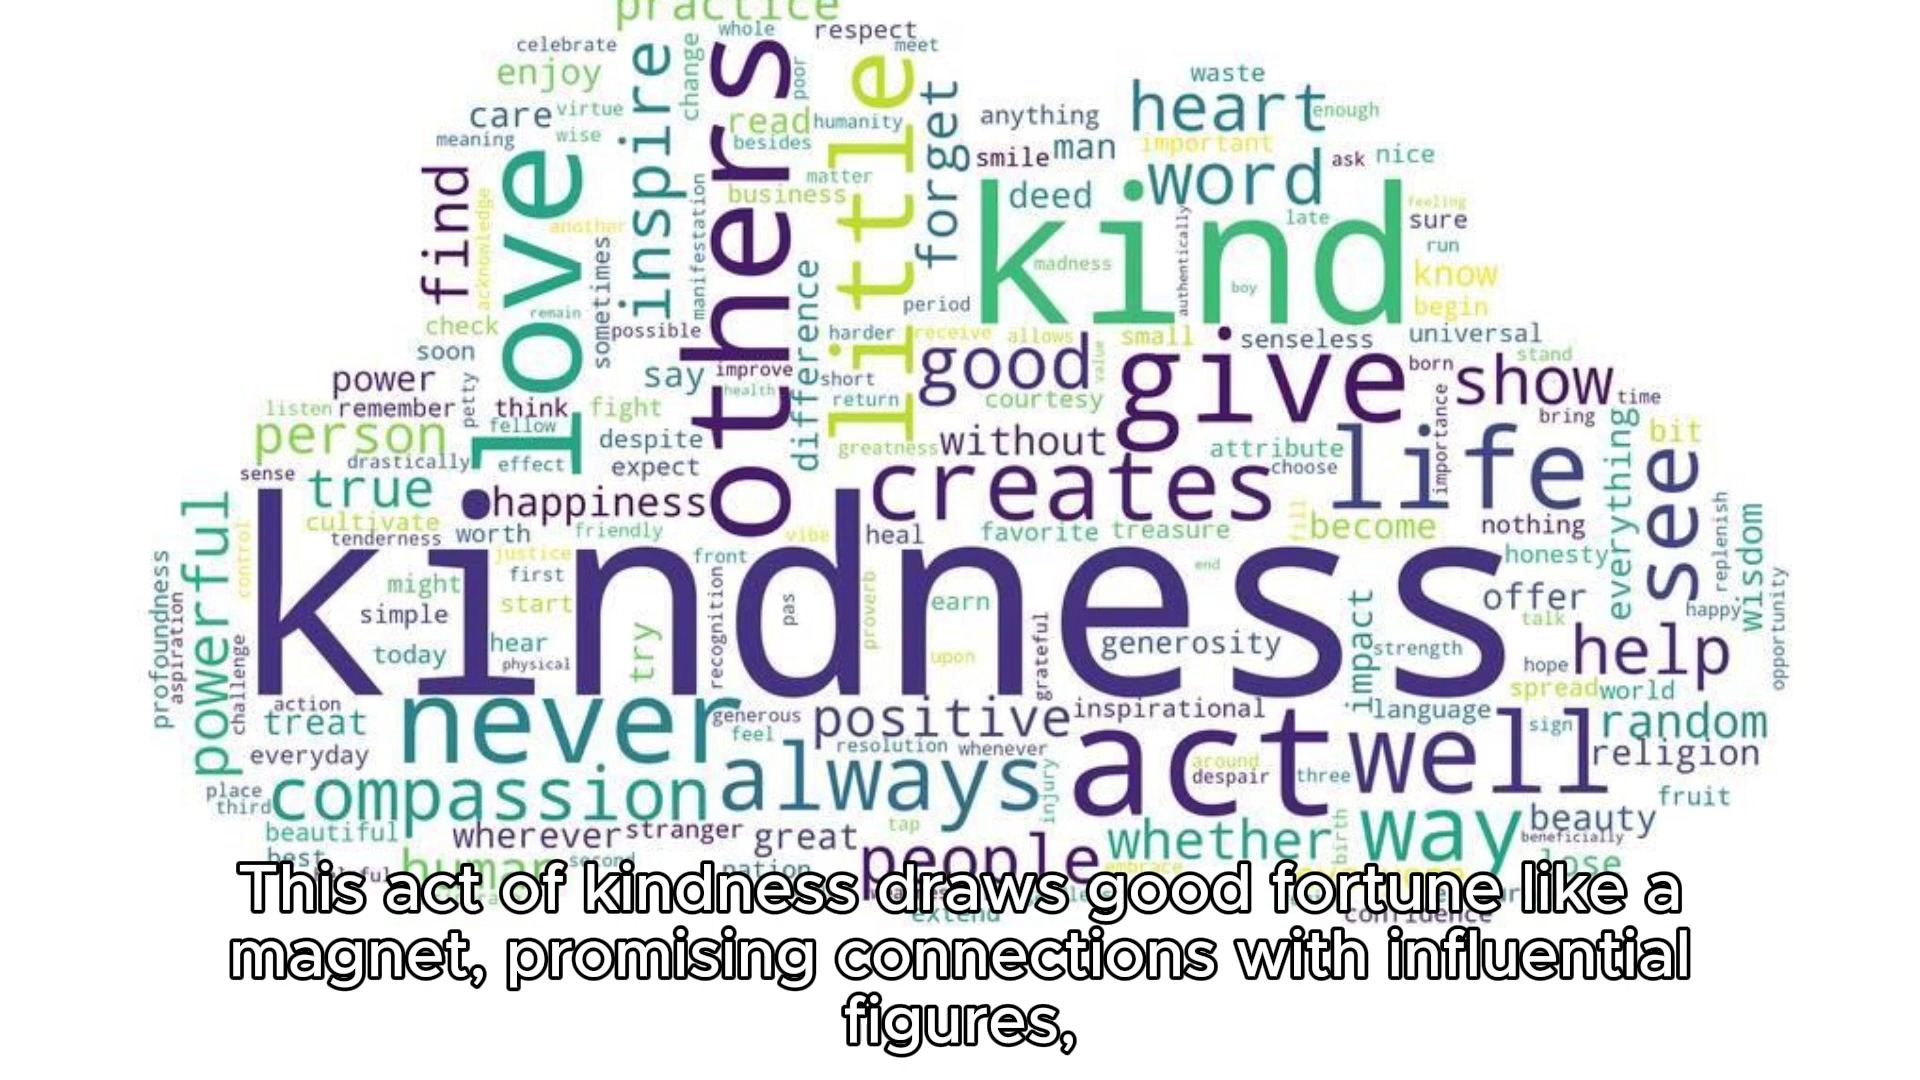 practice
whole
respect
celebrate
meet
enjoy
change
inspire
others
poor
little
waste
heart
enough
care
virtue
read
humanity
forget
anything
meaning
wise
besides
smile
man
important
word
ask
nice
love
find
acknowledge
another
sometimes
manifestation
business
matter
deed
kind
late
authentically
feeling
sure
run
madness
boy
know
begin
remain
possible
difference
period
check
soon
harder
receive
allows
small
senseless
universal
power
petty
say
improve
health
short
return
good
value
courtesy
give
born
show
stand
time
listen
remember
think
fight
fellow
bring
person
despite
greatness
without
attribute
importance
life
everything
bit
see
drastically
effect
expect
choose
sense
true
happiness
creates
powerful
control
cultivate
tenderness
worth
friendly
vibe
heal
favorite
treasure
fill
become
nothing
replenish
wisdom
kindness
justice
front
honesty
profoundness
aspiration
might
first
end
simple
start
recognition
pas
proverb
earn
impact
offer
happy
opportunity
today
hear
physical
try
upon
grateful
generosity
strength
talk
hope
help
challenge
action
treat
never
generous
feel
positive
inspirational
language
spread
world
sign
random
everyday
resolution
whenever
always
act
well
religion
place
third
compassion
injury
around
despair
three
fruit
beautiful
wherever
stranger
great
tap
whether
birth
way
beauty
beneficially
best
human
second
people
embrace
lose
extend
confidence
This act of kindness draws good fortune like a
magnet, promising connections with influential
figures,